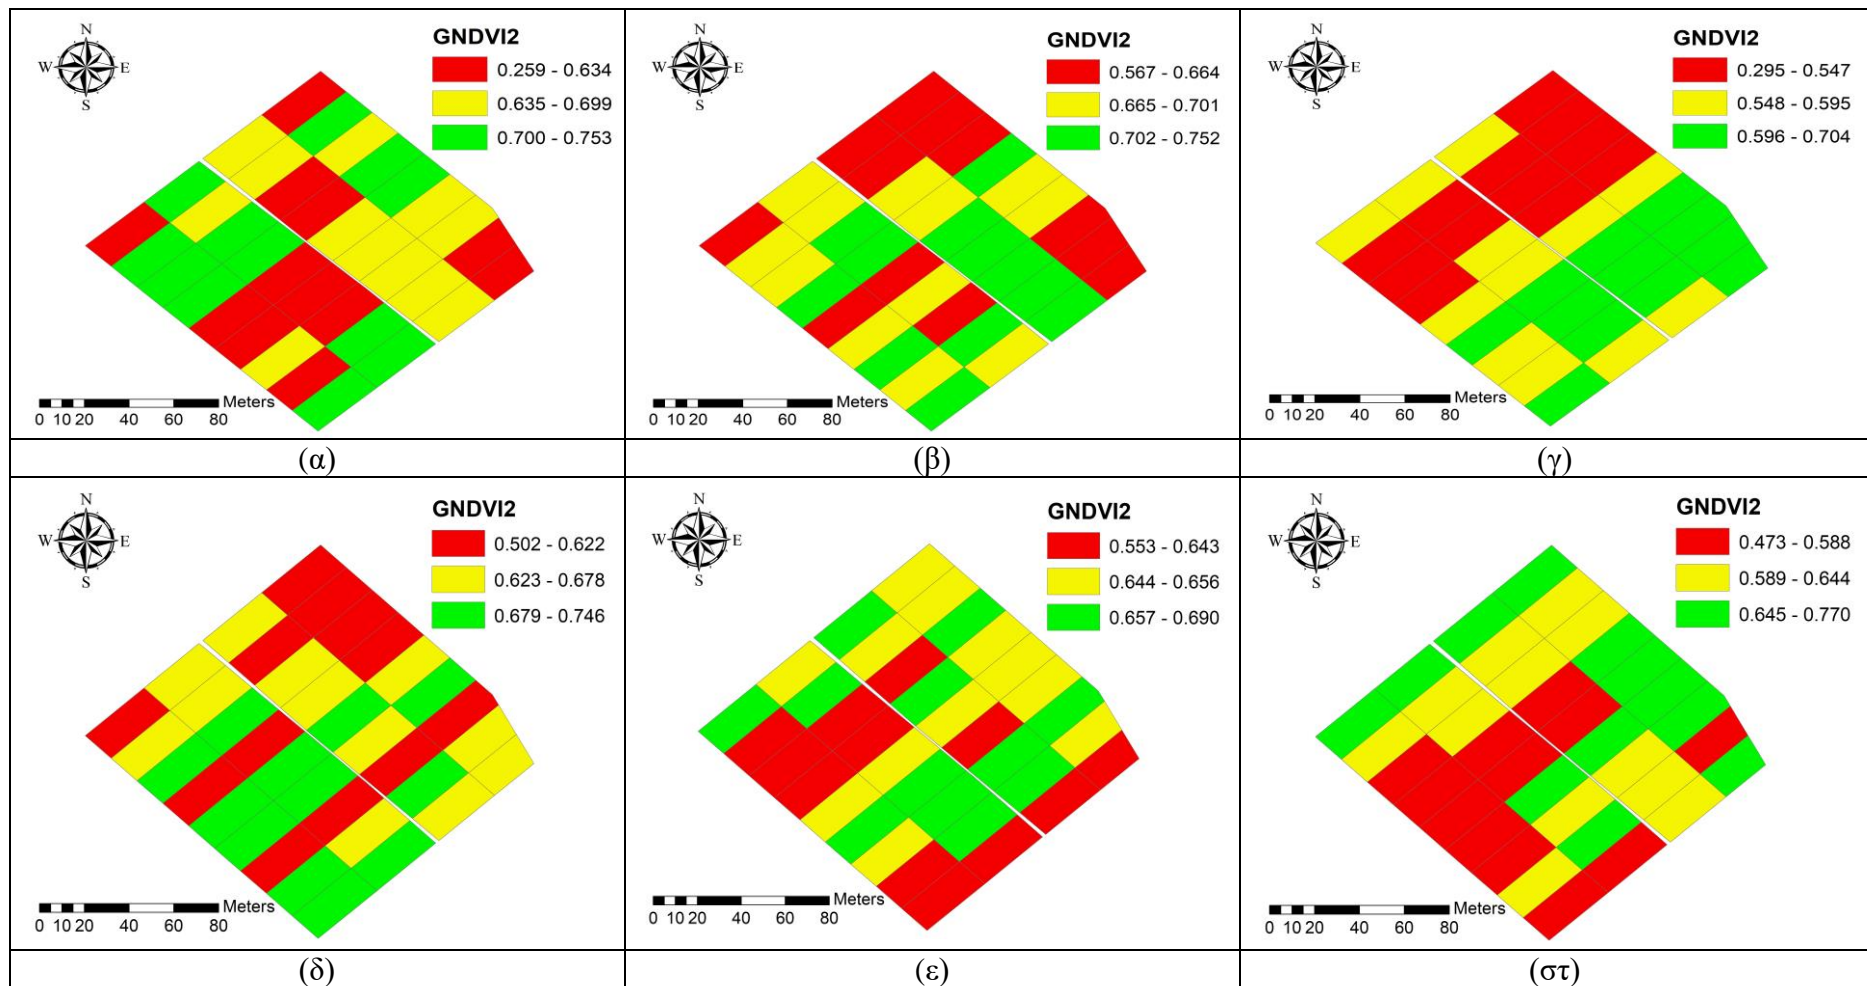 N
W E
S
GNDVI2
0.259 - 0.634
0.635 - 0.699
0.700 - 0.753
Meters
0 10 20 40 60 80
(α)
N
W E
S
GNDVI2
0.567 - 0.664
0.665 - 0.701
0.702 - 0.752
Meters
0 10 20 40 60 80
(β)
N
W E
S
GNDVI2
0.295 - 0.547
0.548 - 0.595
0.596 - 0.704
Meters
0 10 20 40 60 80
(γ)
N
W E
S
GNDVI2
0.502 - 0.622
0.623 - 0.678
0.679 - 0.746
Meters
0 10 20 40 60 80
(δ)
N
W E
S
GNDVI2
0.553 - 0.643
0.644 - 0.656
0.657 - 0.690
Meters
0 10 20 40 60 80
(ε)
N
W E
S
GNDVI2
0.473 - 0.588
0.589 - 0.644
0.645 - 0.770
Meters
0 10 20 40 60 80
(στ)